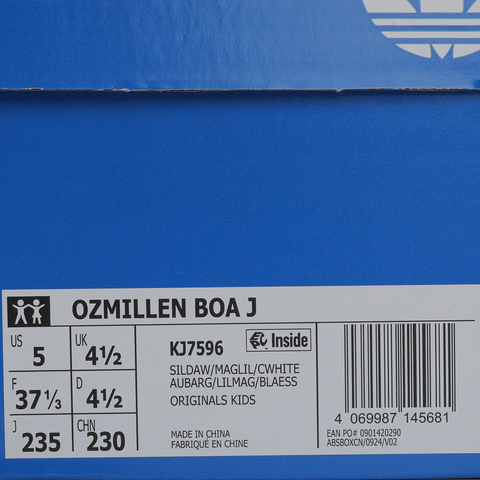 OZMILLEN BOA J
US 5 UK 4½
F 37⅓ D 4½
J 235 CHN 230
KJ7596 Inside
SILDAW/MAGLIL/CWHITE
AUBARG/LILMAG/BLAESS
ORIGINALS KIDS
MADE IN CHINA
FABRIQUÉ EN CHINE
4 069987 145681
EAN PO# 0901420290
ABSBOXCN/0924/V02